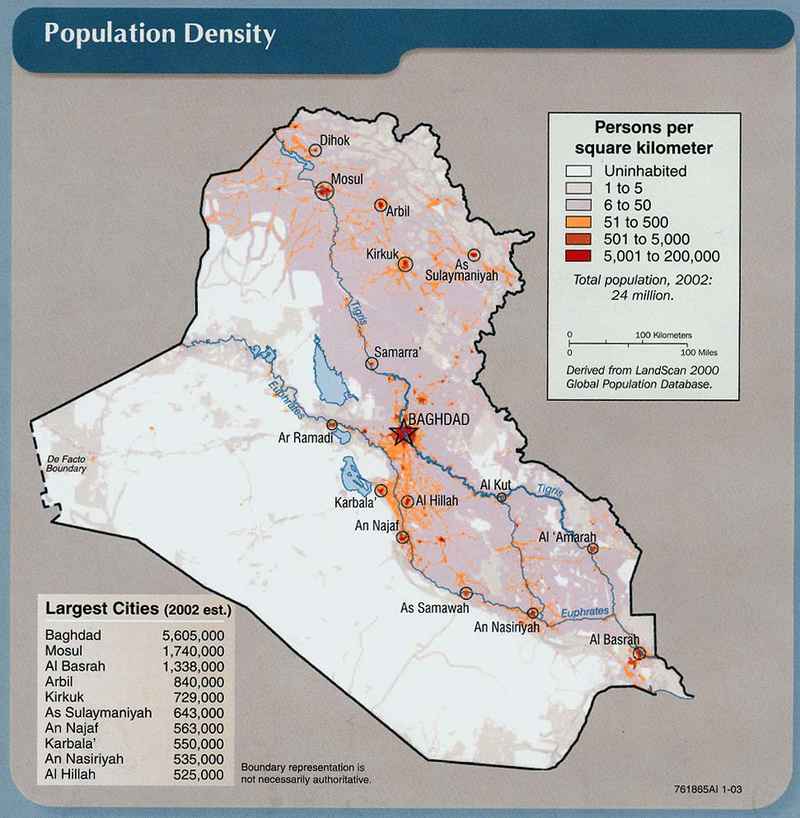 Population Density
Persons per
square kilometer
Uninhabited
1 to 5
6 to 50
51 to 500
501 to 5,000
5,001 to 200,000
Total population, 2002:
24 million.
0 100 Kilometers
0 100 Miles
Derived from LandScan 2000
Global Population Database.
Dihok
Mosul
Arbil
Kirkuk
As
Sulaymaniyah
Tigris
Samarra'
Euphrates
BAGHDAD
Ar Ramadi
De Facto
Boundary
Karbala'
Al Hillah
Al Kut
Tigris
An Najaf
Al 'Amarah
As Samawah
An Nasiriyah
Euphrates
Al Basrah
Largest Cities (2002 est.)
Baghdad 5,605,000
Mosul 1,740,000
Al Basrah 1,338,000
Arbil 840,000
Kirkuk 729,000
As Sulaymaniyah 643,000
An Najaf 563,000
Karbala' 550,000
An Nasiriyah 535,000
Al Hillah 525,000
Boundary representation is
not necessarily authoritative.
761865AI 1-03